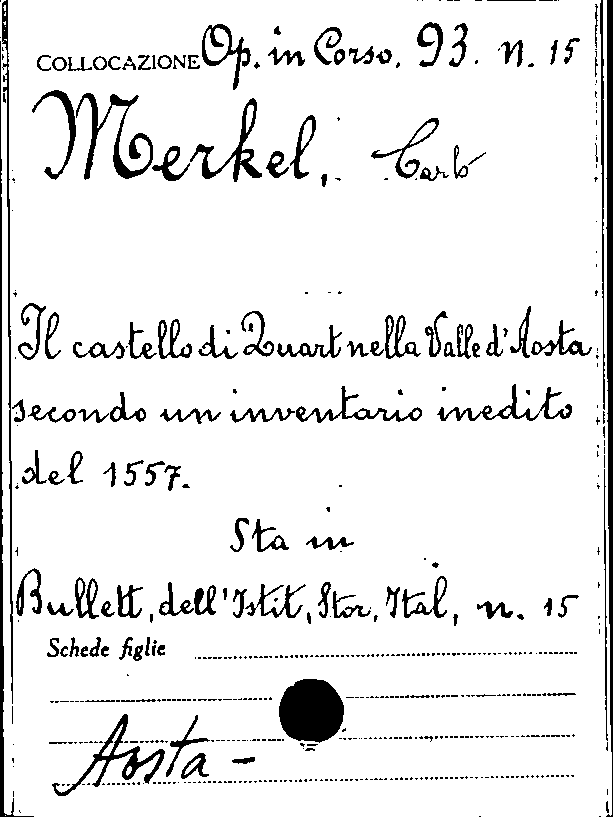 COLLOCAZIONE Op. in Corso. 93. n. 15
Merkel, Carlo
Il castello di Quart nella Valle d'Aosta
secondo un inventario inedito
del 1557.
Sta in
Bullett, dell'Istit, Stor, Ital, n. 15
Schede figlie
Aosta -